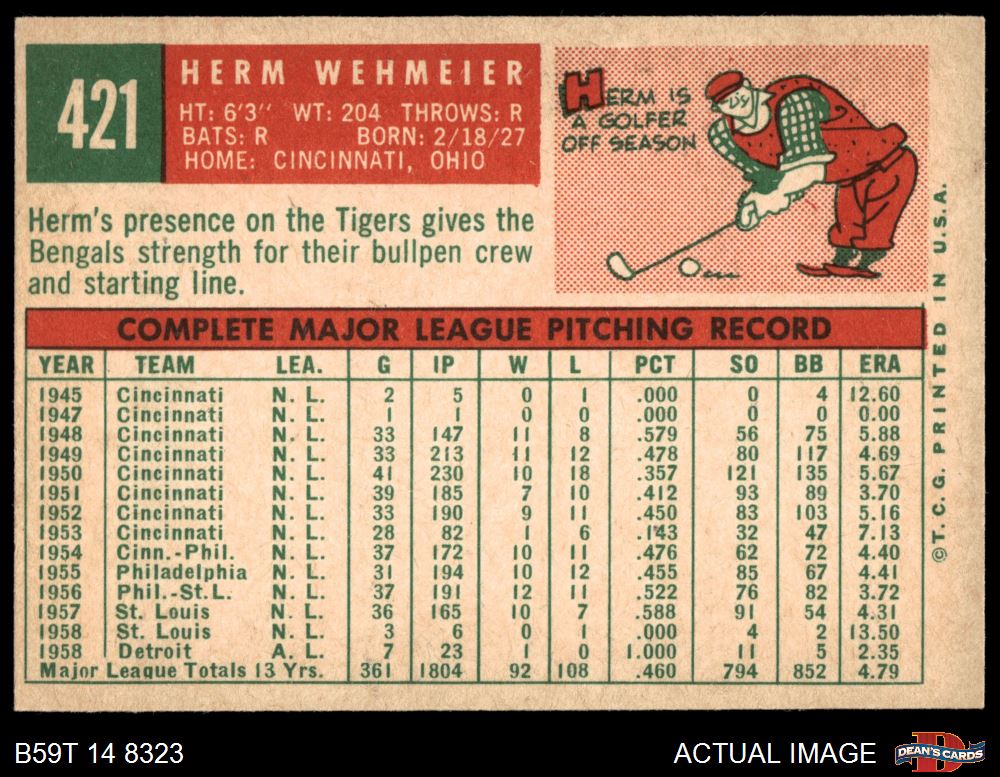 421
HERM WEHMEIER
HT: 6'3" WT: 204 THROWS: R
BATS: R BORN: 2/18/27
HOME: CINCINNATI, OHIO
HERM IS
A GOLFER
OFF SEASON
Herm's presence on the Tigers gives the
Bengals strength for their bullpen crew
and starting line.
COMPLETE MAJOR LEAGUE PITCHING RECORD
YEAR TEAM LEA. G IP W L PCT SO BB ERA
1945 Cincinnati N. L. 2 5 0 1 .000 0 4 12.60
1947 Cincinnati N. L. 1 1 0 0 .000 0 0 0.00
1948 Cincinnati N. L. 33 147 11 8 .579 56 75 5.88
1949 Cincinnati N. L. 33 213 11 12 .478 80 117 4.69
1950 Cincinnati N. L. 41 230 10 18 .357 121 135 5.67
1951 Cincinnati N. L. 39 185 7 10 .412 93 89 3.70
1952 Cincinnati N. L. 33 190 9 11 .450 83 103 5.16
1953 Cincinnati N. L. 28 82 1 6 .143 32 47 7.13
1954 Cinn.-Phil. N. L. 37 172 10 11 .476 62 72 4.40
1955 Philadelphia N. L. 31 194 10 12 .455 85 67 4.41
1956 Phil.-St.L. N. L. 37 191 12 11 .522 76 82 3.72
1957 St. Louis N. L. 36 165 10 7 .588 91 54 4.31
1958 St. Louis N. L. 3 6 0 1 .000 4 2 13.50
1958 Detroit A. L. 7 23 1 0 1.000 11 5 2.35
Major League Totals 13 Yrs. 361 1804 92 108 .460 794 852 4.79
©T. C. G. PRINTED IN U.S.A.
B59T 14 8323
ACTUAL IMAGE
D
DEAN'S CARDS